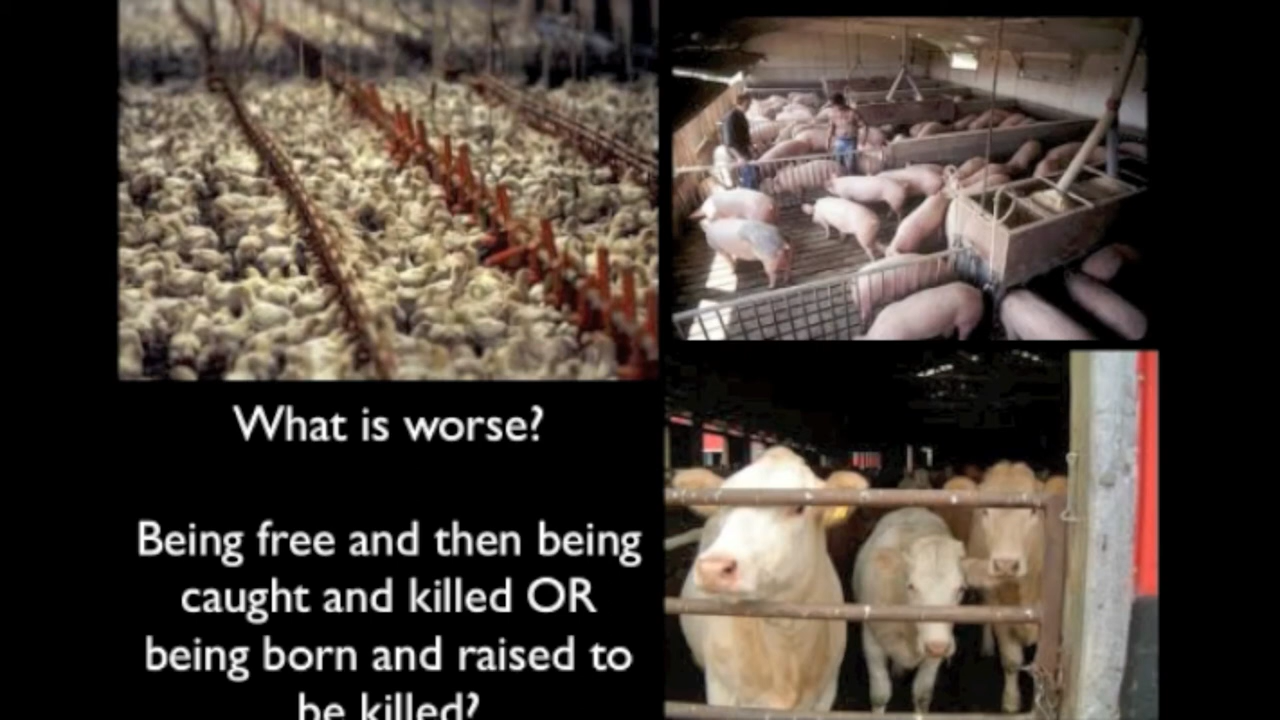 What is worse?
Being free and then being
caught and killed OR
being born and raised to
be killed?